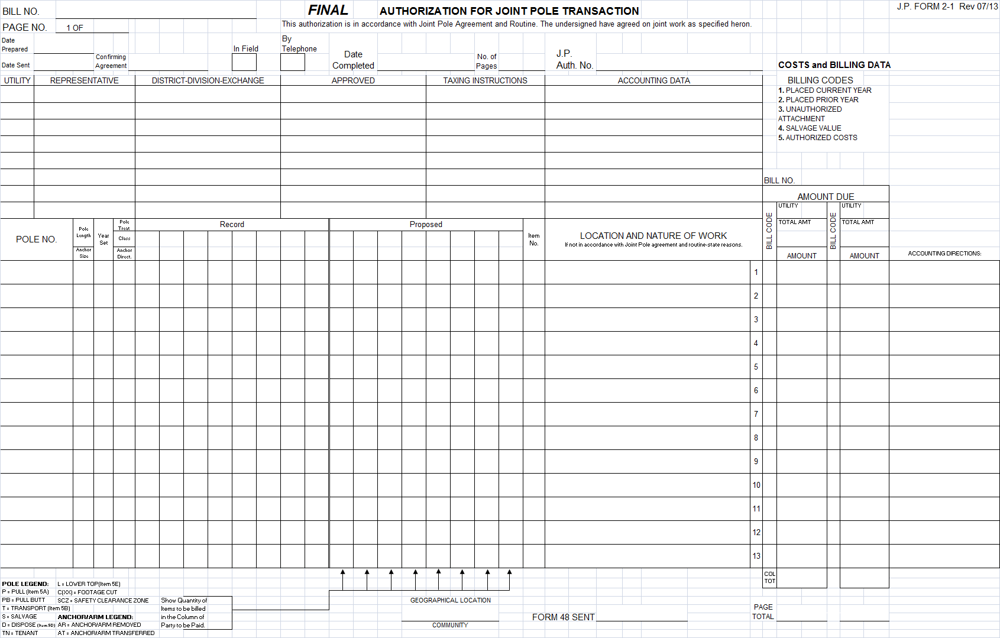 BILL NO.
FINAL AUTHORIZATION FOR JOINT POLE TRANSACTION
J.P. FORM 2-1 Rev 07/13
PAGE NO. 1 OF
This authorization is in accordance with Joint Pole Agreement and Routine. The undersigned have agreed on joint work as specified heron.
Date
Prepared
Date Sent
Confirming
Agreement
In Field
By
Telephone
Date
Completed
No. of
Pages
J.P.
Auth. No.
COSTS and BILLING DATA
UTILITY REPRESENTATIVE DISTRICT-DIVISION-EXCHANGE APPROVED TAXING INSTRUCTIONS ACCOUNTING DATA
BILLING CODES
1. PLACED CURRENT YEAR
2. PLACED PRIOR YEAR
3. UNAUTHORIZED
ATTACHMENT
4. SALVAGE VALUE
5. AUTHORIZED COSTS
BILL NO.
AMOUNT DUE
BILL CODE
UTILITY
TOTAL AMT
AMOUNT
BILL CODE
UTILITY
TOTAL AMT
AMOUNT
ACCOUNTING DIRECTIONS:
POLE NO.
Pole
Length
Anchor
Size
Year
Set
Pole
Treat
Class
Anchor
Direct.
Record
Proposed
Item
No.
LOCATION AND NATURE OF WORK
If not in accordance with Joint Pole agreement and routine-state reasons.
1
2
3
4
5
6
7
8
9
10
11
12
13
COL
TOT
POLE LEGEND: L = LOWER TOP(Item 5E)
P = PULL (Item 5A) C(XX) = FOOTAGE CUT
PB = PULL BUTT SCZ = SAFETY CLEARANCE ZONE
T = TRANSPORT (Item 5B)
S = SALVAGE ANCHOR/ARM LEGEND:
D = DISPOSE (Item 5D) AR = ANCHOR/ARM REMOVED
TN = TENANT AT = ANCHOR/ARM TRANSFERRED
Show Quantity of
Items to be billed
in the Column of
Party to be Paid.
GEOGRAPHICAL LOCATION
COMMUNITY
FORM 48 SENT
PAGE
TOTAL